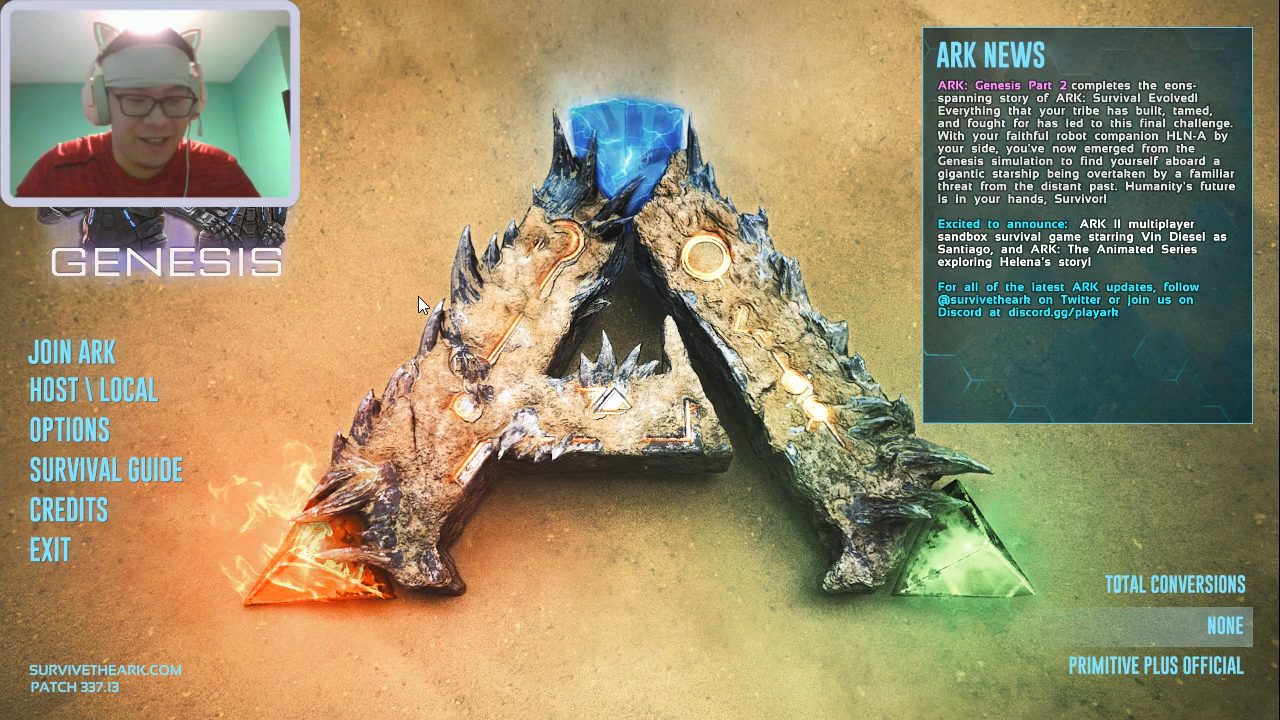 GENESIS
JOIN ARK
HOST \ LOCAL
OPTIONS
SURVIVAL GUIDE
CREDITS
EXIT
SURVIVETHEARK.COM
PATCH 337.13
ARK NEWS
ARK: Genesis Part 2 completes the eons-
spanning story of ARK: Survival Evolved!
Everything that your tribe has built, tamed,
and fought for has led to this final challenge.
With your faithful robot companion HLN-A by
your side, you've now emerged from the
Genesis simulation to find yourself aboard a
gigantic starship being overtaken by a familiar
threat from the distant past. Humanity's future
is in your hands, Survivor!
Excited to announce: ARK II multiplayer
sandbox survival game starring Vin Diesel as
Santiago, and ARK: The Animated Series
exploring Helena's story!
For all of the latest ARK updates, follow
@survivetheark on Twitter or join us on
Discord at discord.gg/playark
TOTAL CONVERSIONS
NONE
PRIMITIVE PLUS OFFICIAL